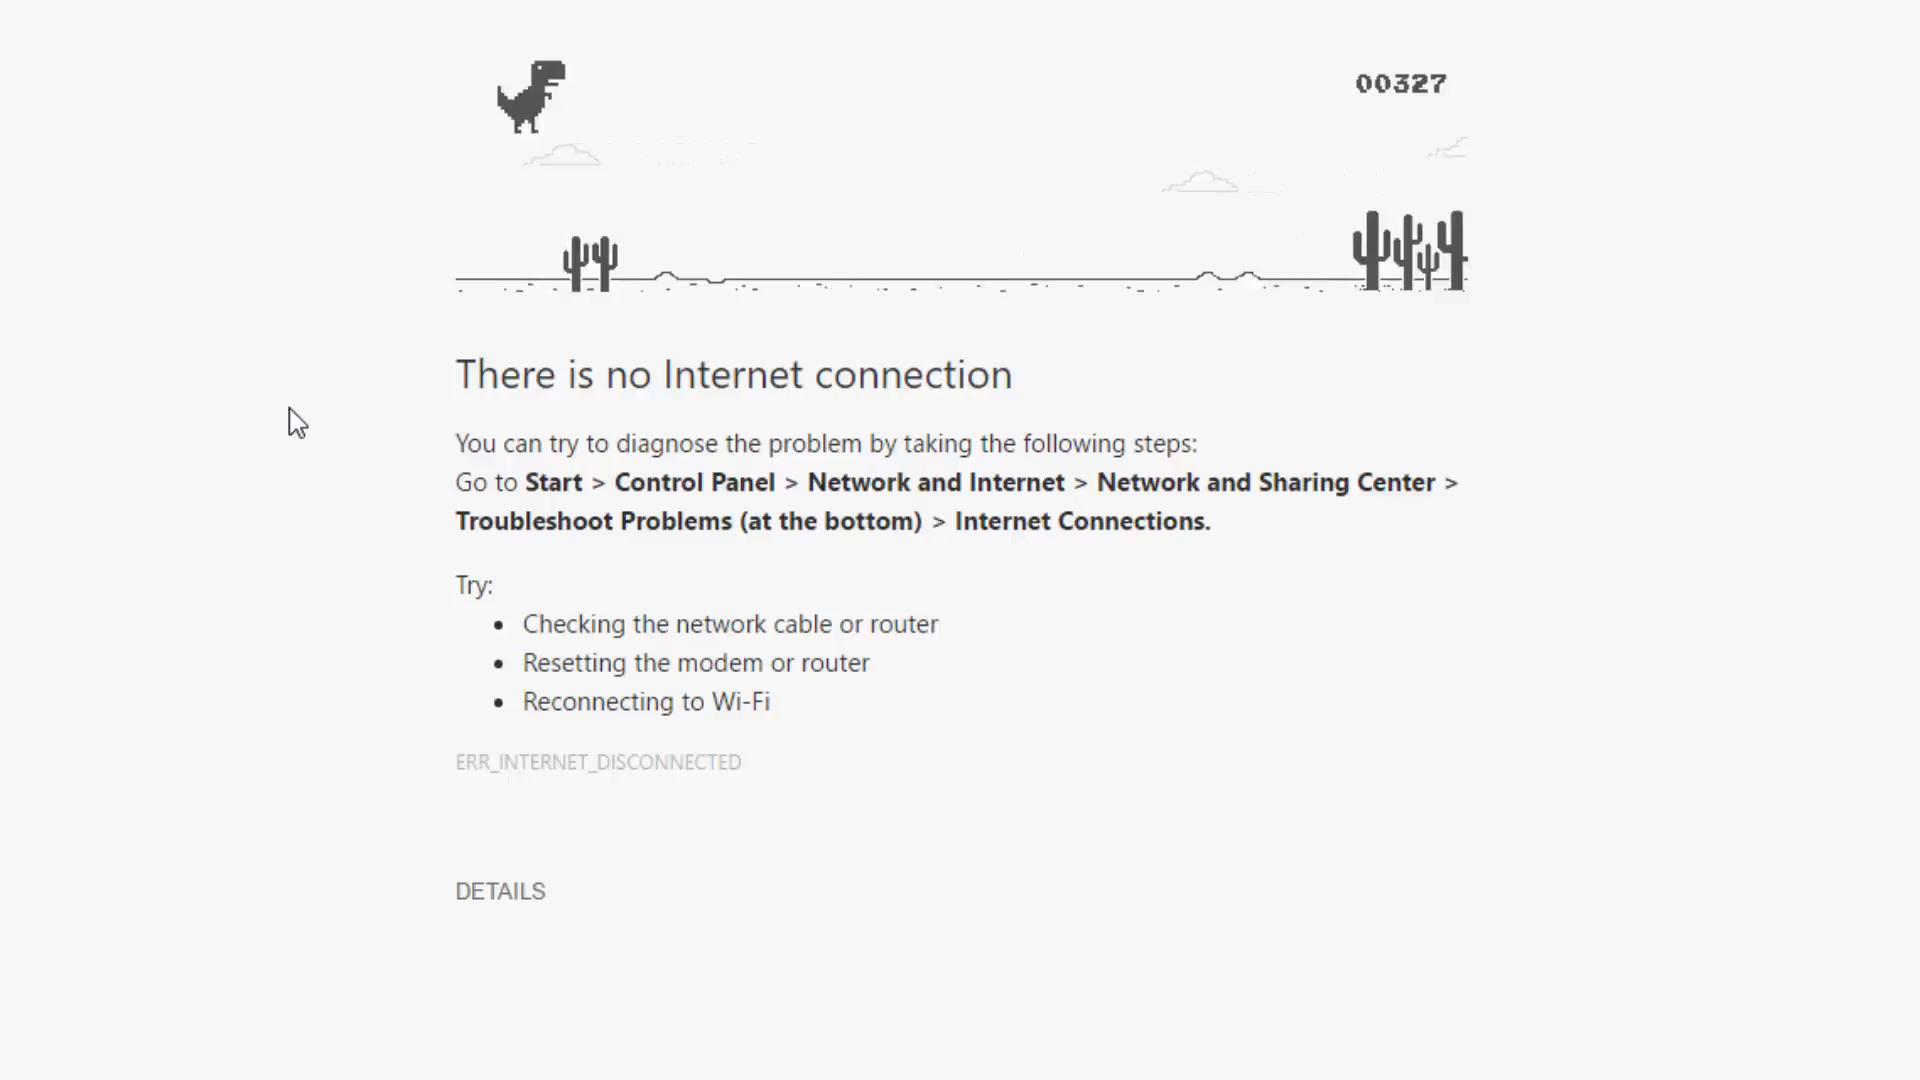 00327
There is no Internet connection
You can try to diagnose the problem by taking the following steps:
Go to Start > Control Panel > Network and Internet > Network and Sharing Center >
Troubleshoot Problems (at the bottom) > Internet Connections.
Try:
• Checking the network cable or router
• Resetting the modem or router
• Reconnecting to Wi-Fi
ERR_INTERNET_DISCONNECTED
DETAILS